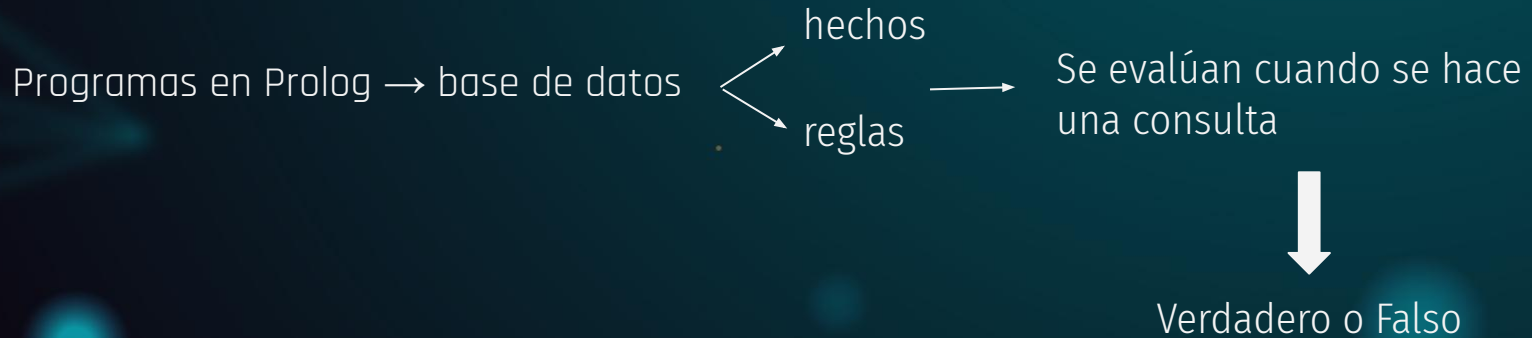 hechos
Programas en Prolog → base de datos
reglas
Se evalúan cuando se hace
una consulta
Verdadero o Falso